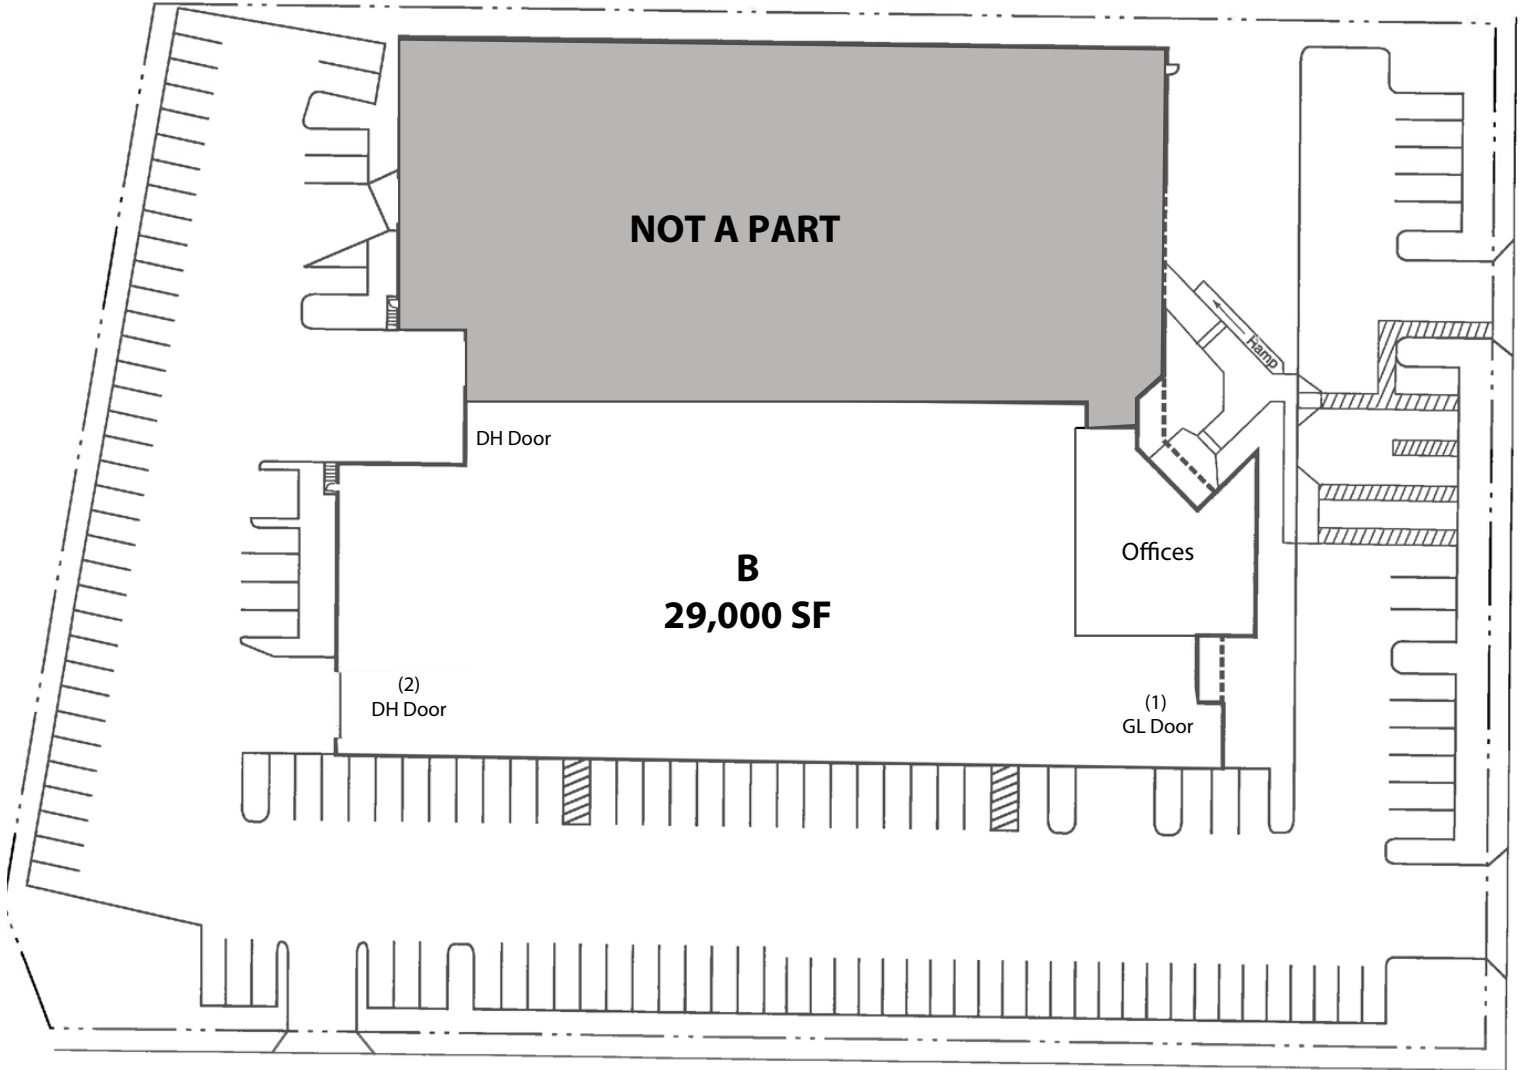 NOT A PART
Ramp
DH Door
Offices
B
29,000 SF
(2)
DH Door
(1)
GL Door